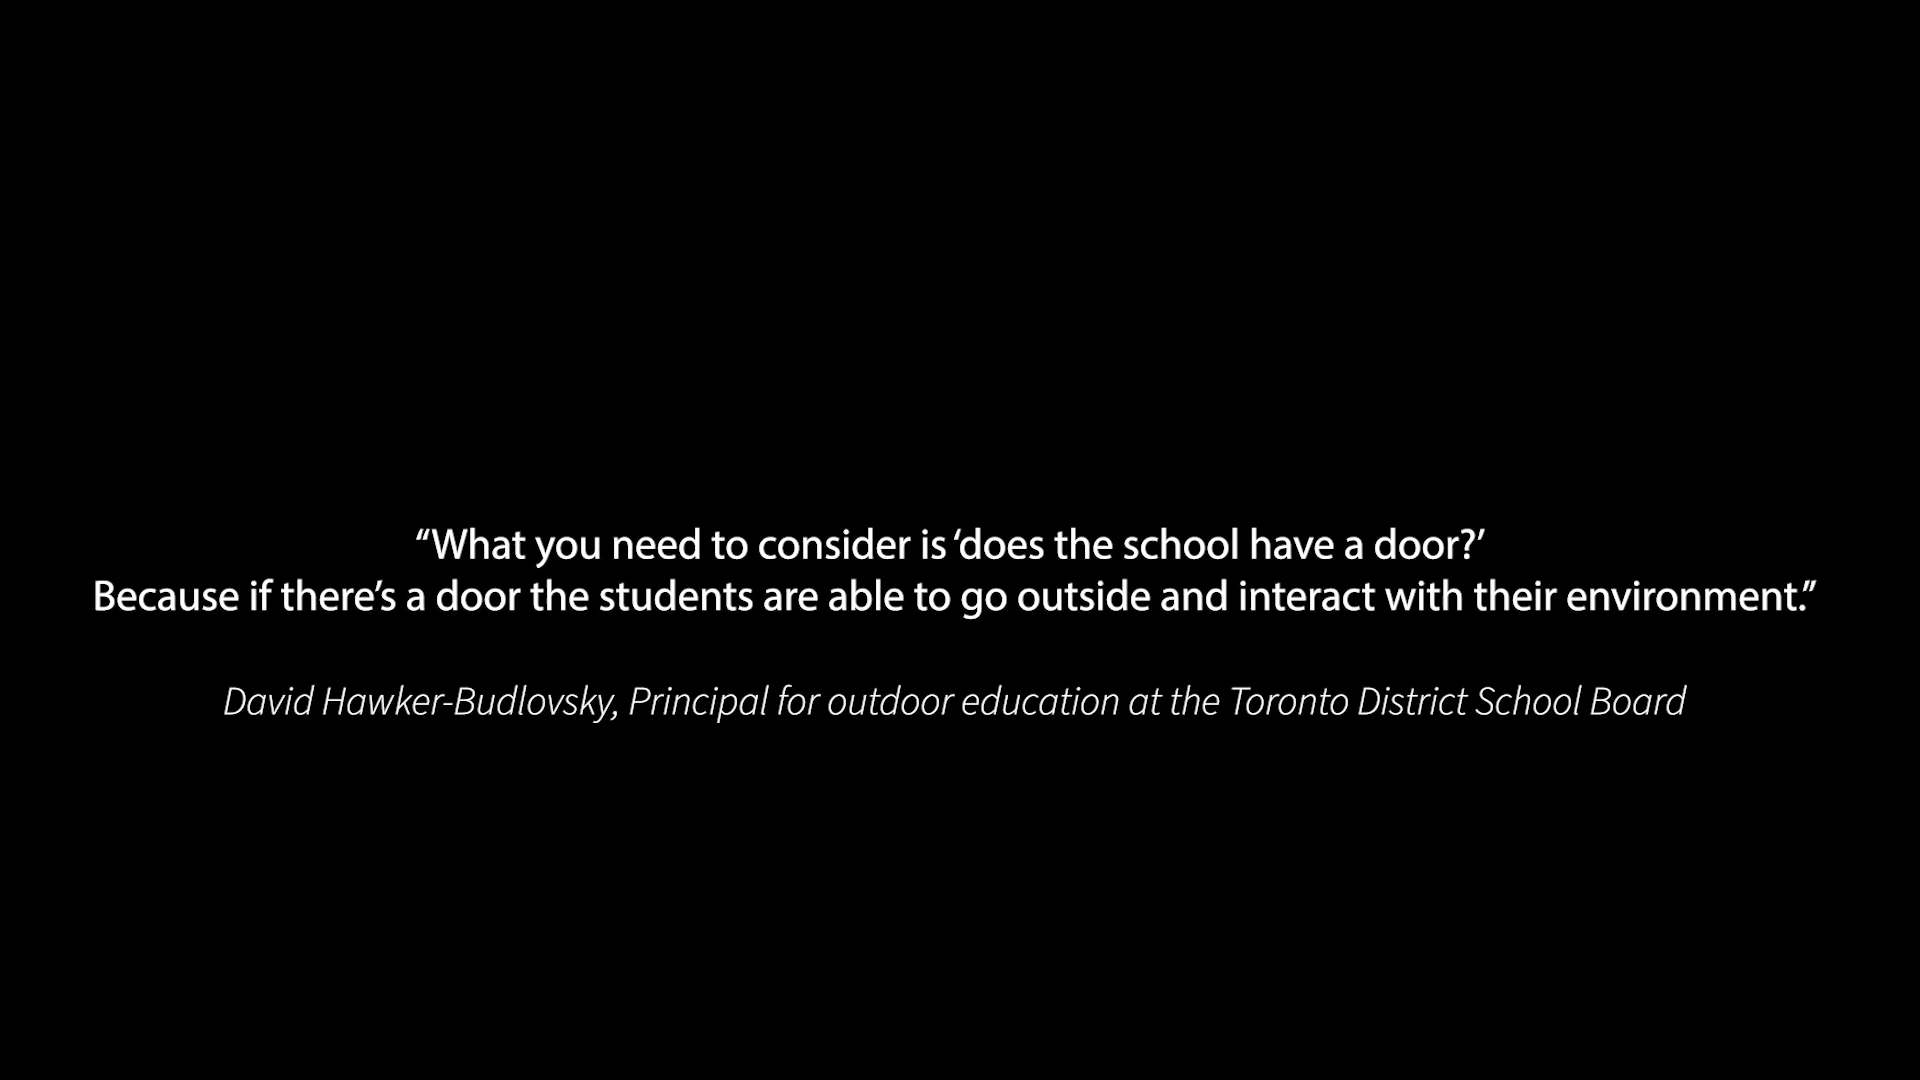 “What you need to consider is ‘does the school have a door?’
Because if there’s a door the students are able to go outside and interact with their environment.”
David Hawker-Budlovsky, Principal for outdoor education at the Toronto District School Board